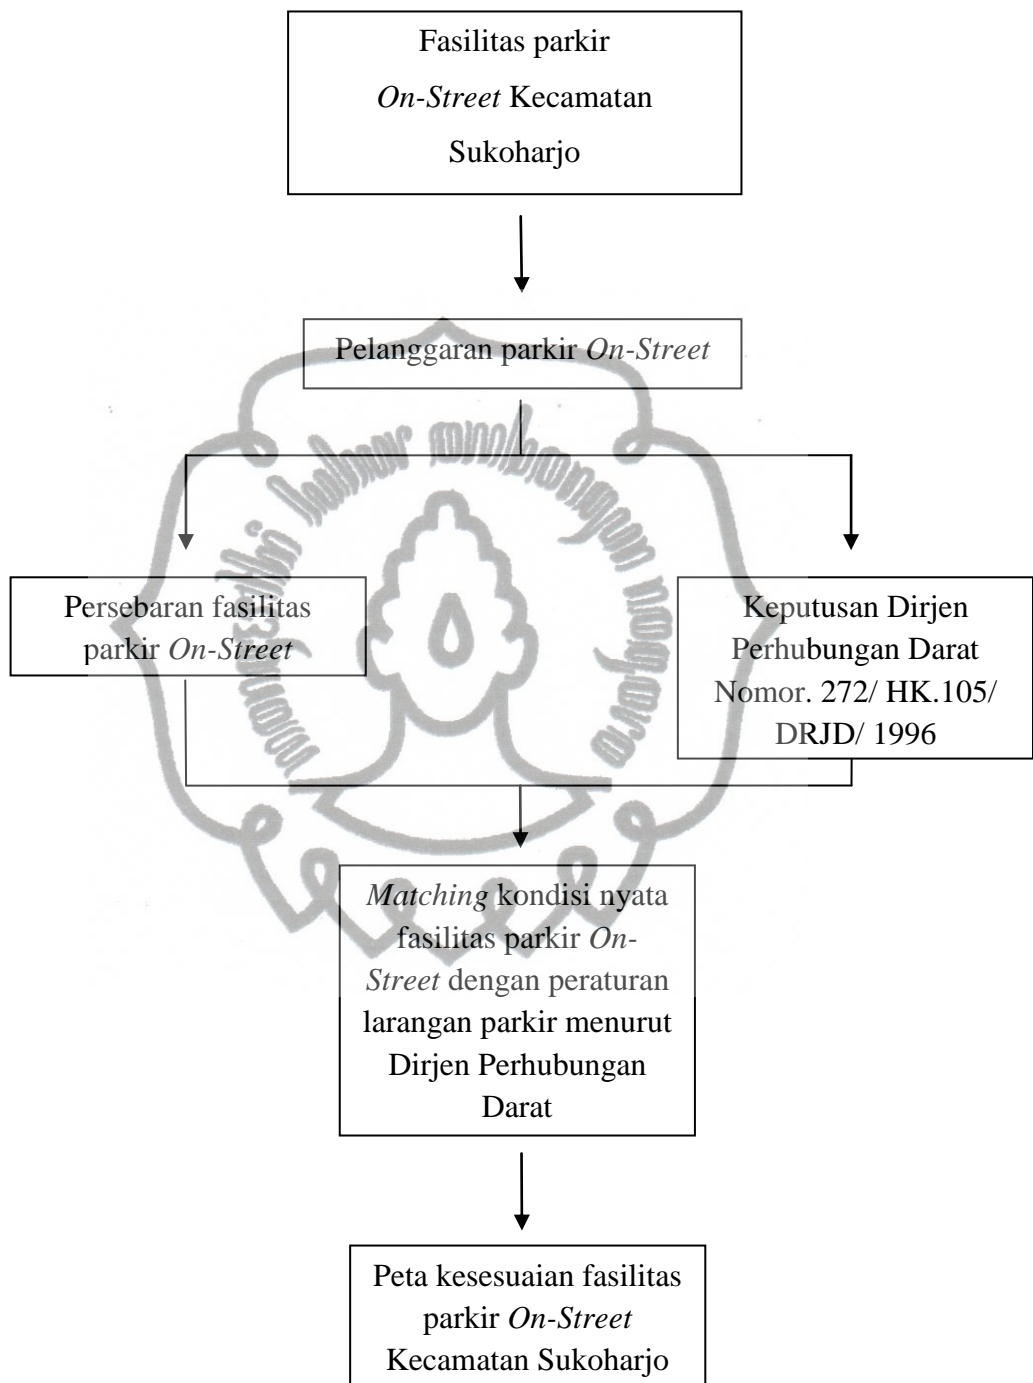 Fasilitas parkir
On-Street Kecamatan
Sukoharjo
Pelanggaran parkir On-Street
Persebaran fasilitas
parkir On-Street
Keputusan Dirjen
Perhubungan Darat
Nomor. 272/ HK.105/
DRJD/ 1996
Matching kondisi nyata
fasilitas parkir On-
Street dengan peraturan
larangan parkir menurut
Dirjen Perhubungan
Darat
Peta kesesuaian fasilitas
parkir On-Street
Kecamatan Sukoharjo